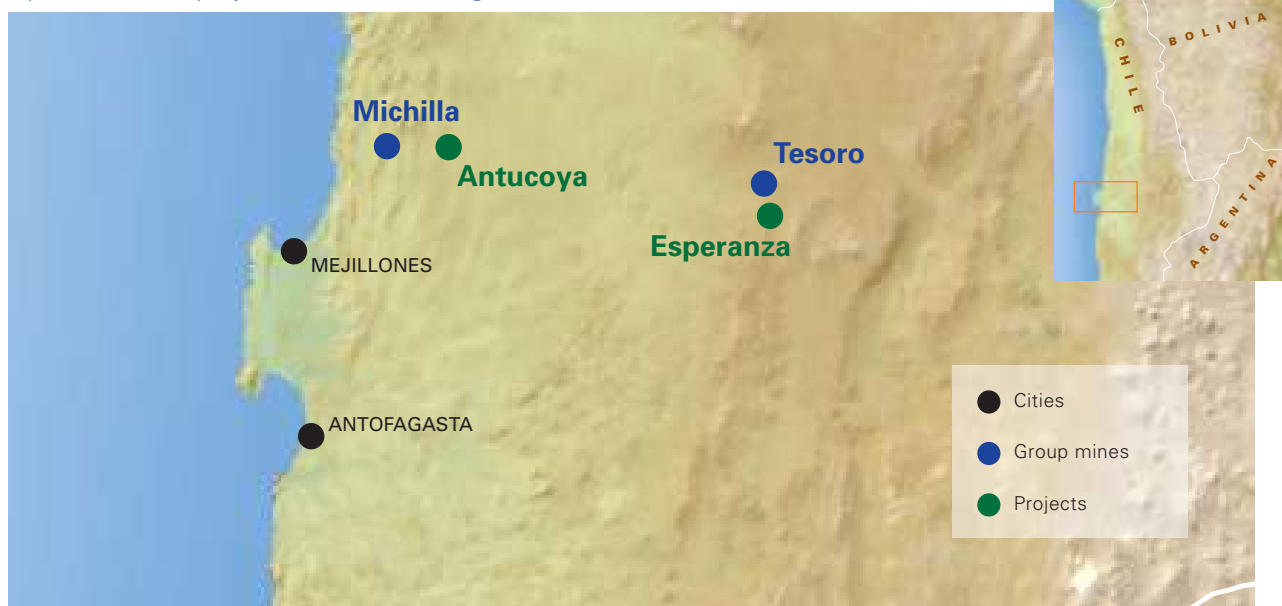 Michilla
Antucoya
Tesoro
Esperanza
MEJILLONES
ANTOFAGASTA
Cities
Group mines
Projects
CHILE
BOLIVIA
ARGENTINA